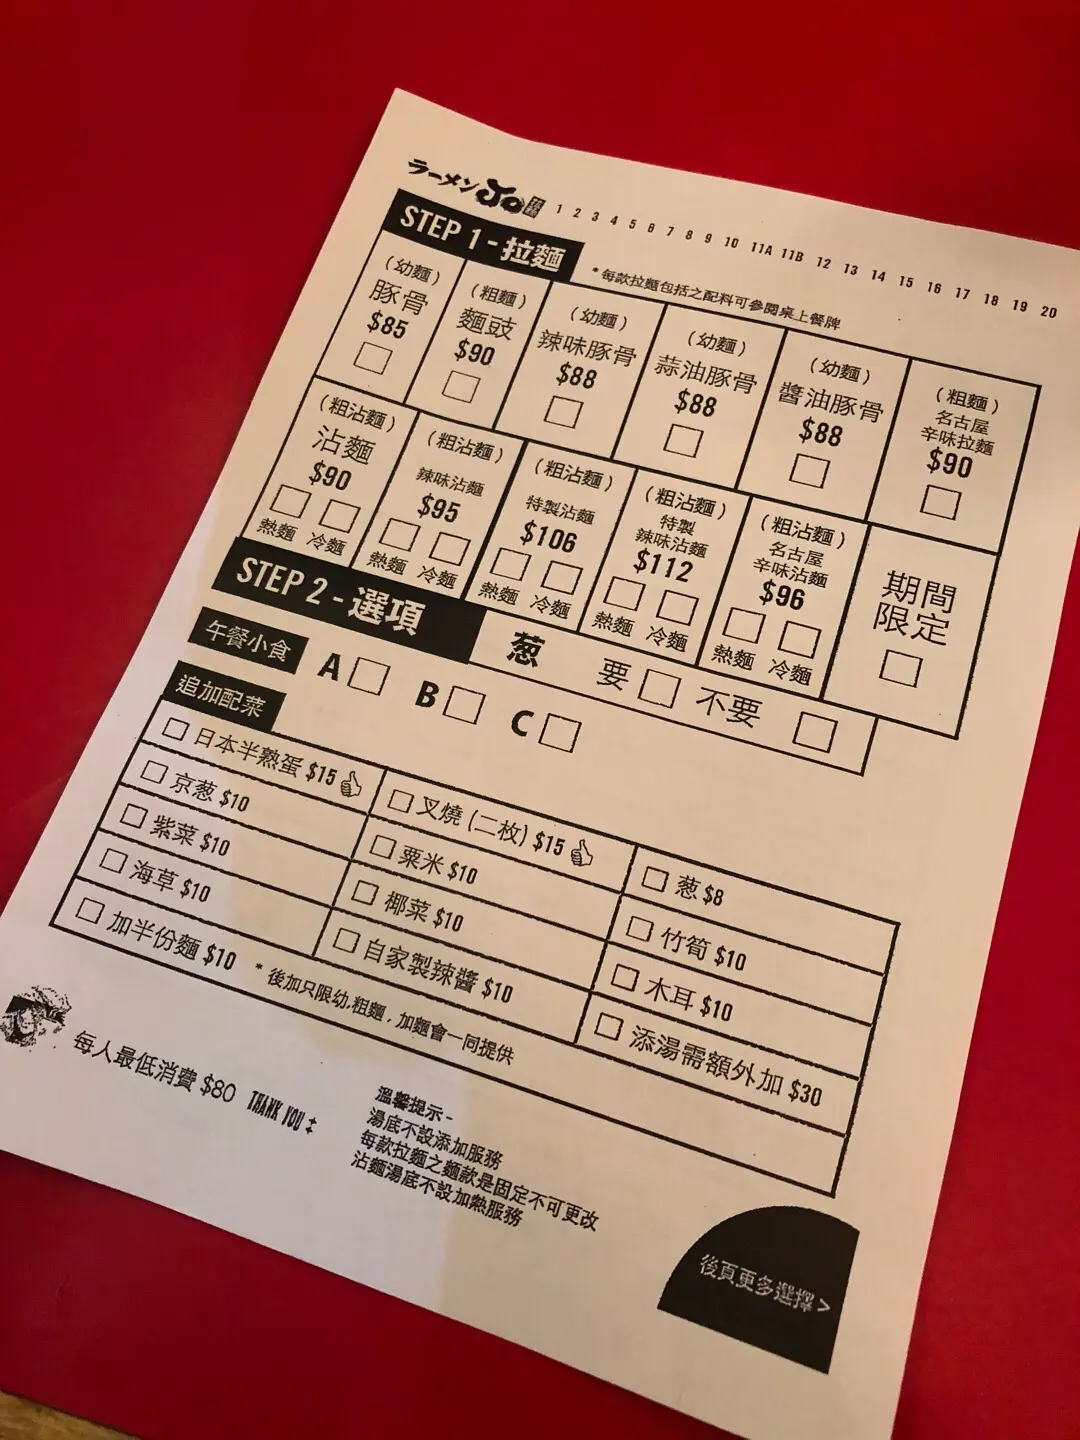 ラーメン Jo
1 2 3 4 5 6 7 8 9 10 11A 11B 12 13 14 15 16 17 18 19 20
STEP 1 - 拉麵
*每款拉麵包括之配料可參閱桌上餐牌
(幼麵)
豚骨
$85
(粗麵)
麵豉
$90
(幼麵)
辣味豚骨
$88
(幼麵)
蒜油豚骨
$88
(幼麵)
醬油豚骨
$88
(粗麵)
名古屋
辛味拉麵
$90
(粗沾麵)
沾麵
$90
熱麵 冷麵
(粗沾麵)
辣味沾麵
$95
熱麵 冷麵
(粗沾麵)
特製沾麵
$106
熱麵 冷麵
(粗沾麵)
特製
辣味沾麵
$112
熱麵 冷麵
(粗沾麵)
名古屋
辛味沾麵
$96
熱麵 冷麵
期間
限定
STEP 2 - 選項
葱 要 不要
午餐小食 A B C
追加配菜
日本半熟蛋 $15
叉燒 (二枚) $15
葱 $8
京葱 $10
粟米 $10
竹筍 $10
紫菜 $10
椰菜 $10
木耳 $10
海草 $10
自家製辣醬 $10
添湯需額外加 $30
加半份麵 $10 *後加只限幼,粗麵,加麵會一同提供
每人最低消費 $80 THANK YOU
溫馨提示 -
湯底不設添加服務
每款拉麵之麵款是固定不可更改
沾麵湯底不設加熱服務
後頁更多選擇>